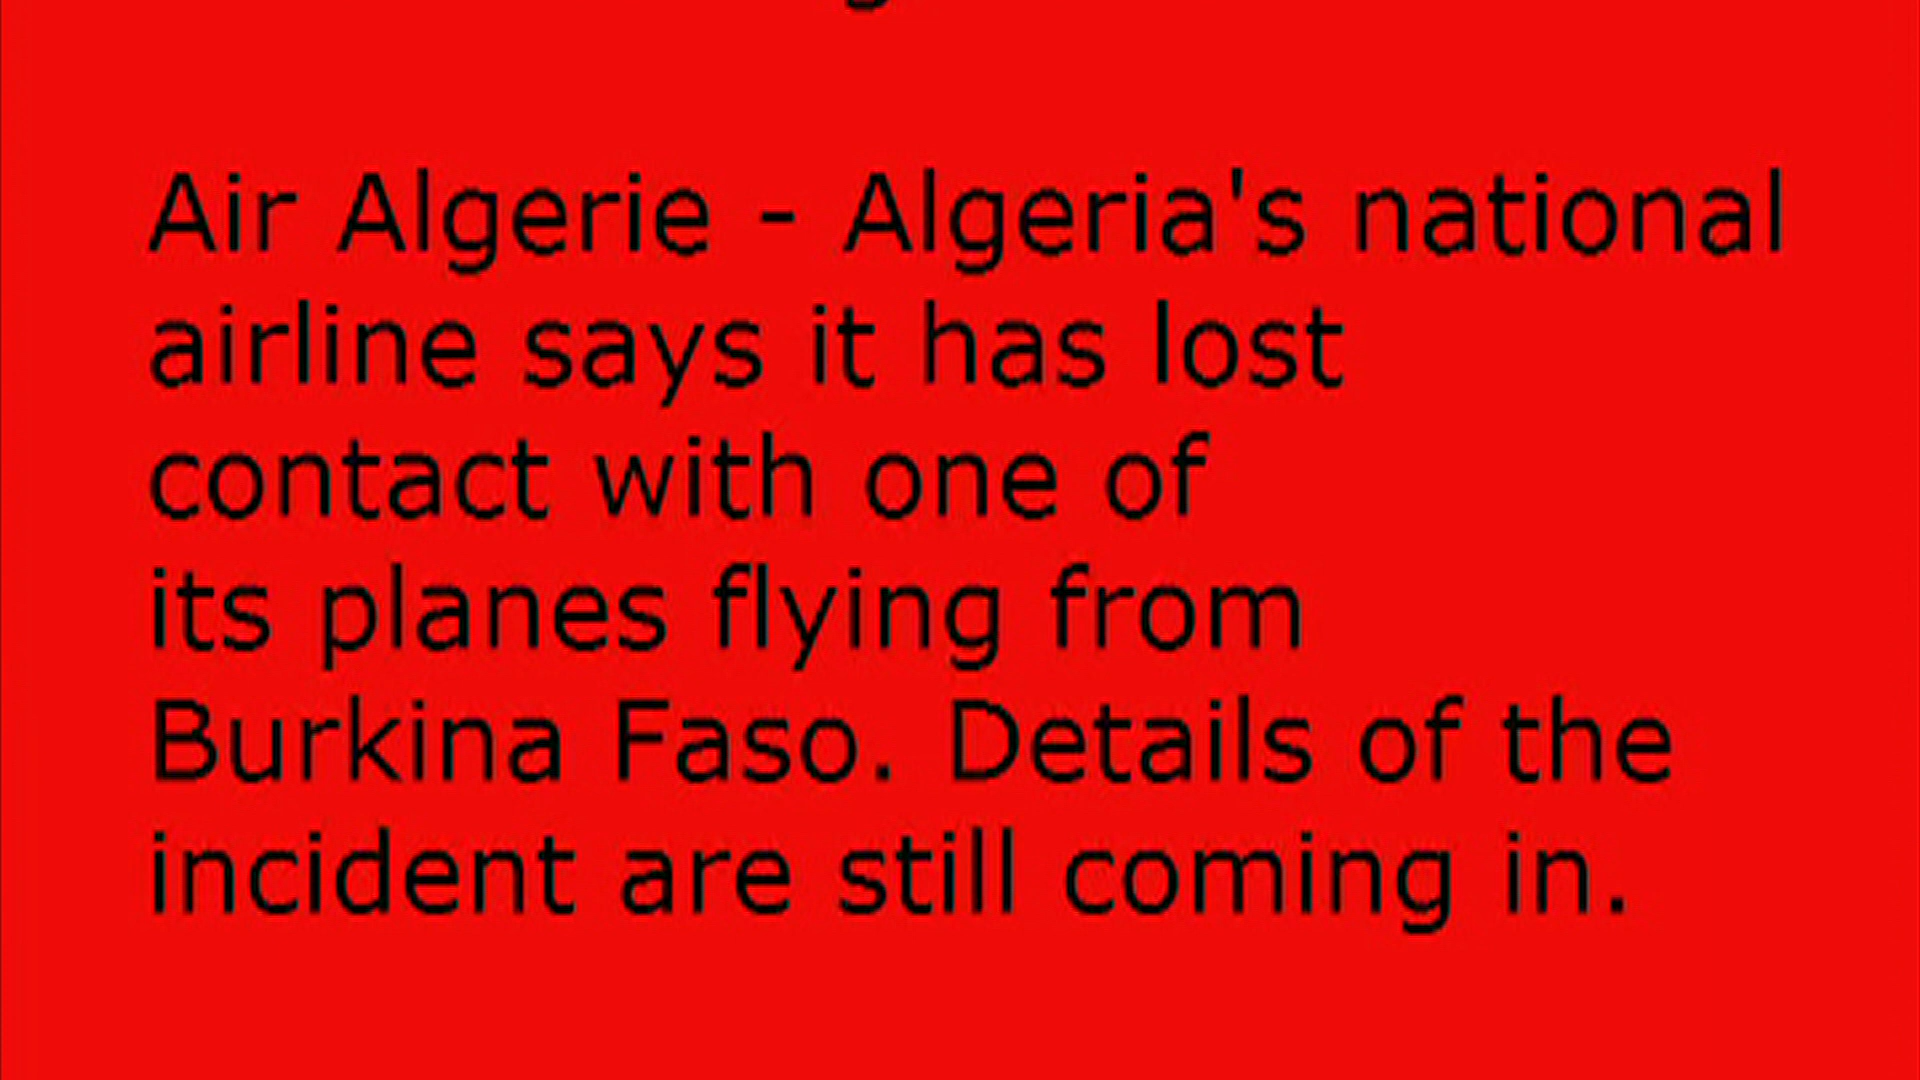 Air Algerie - Algeria's national
airline says it has lost
contact with one of
its planes flying from
Burkina Faso. Details of the
incident are still coming in.